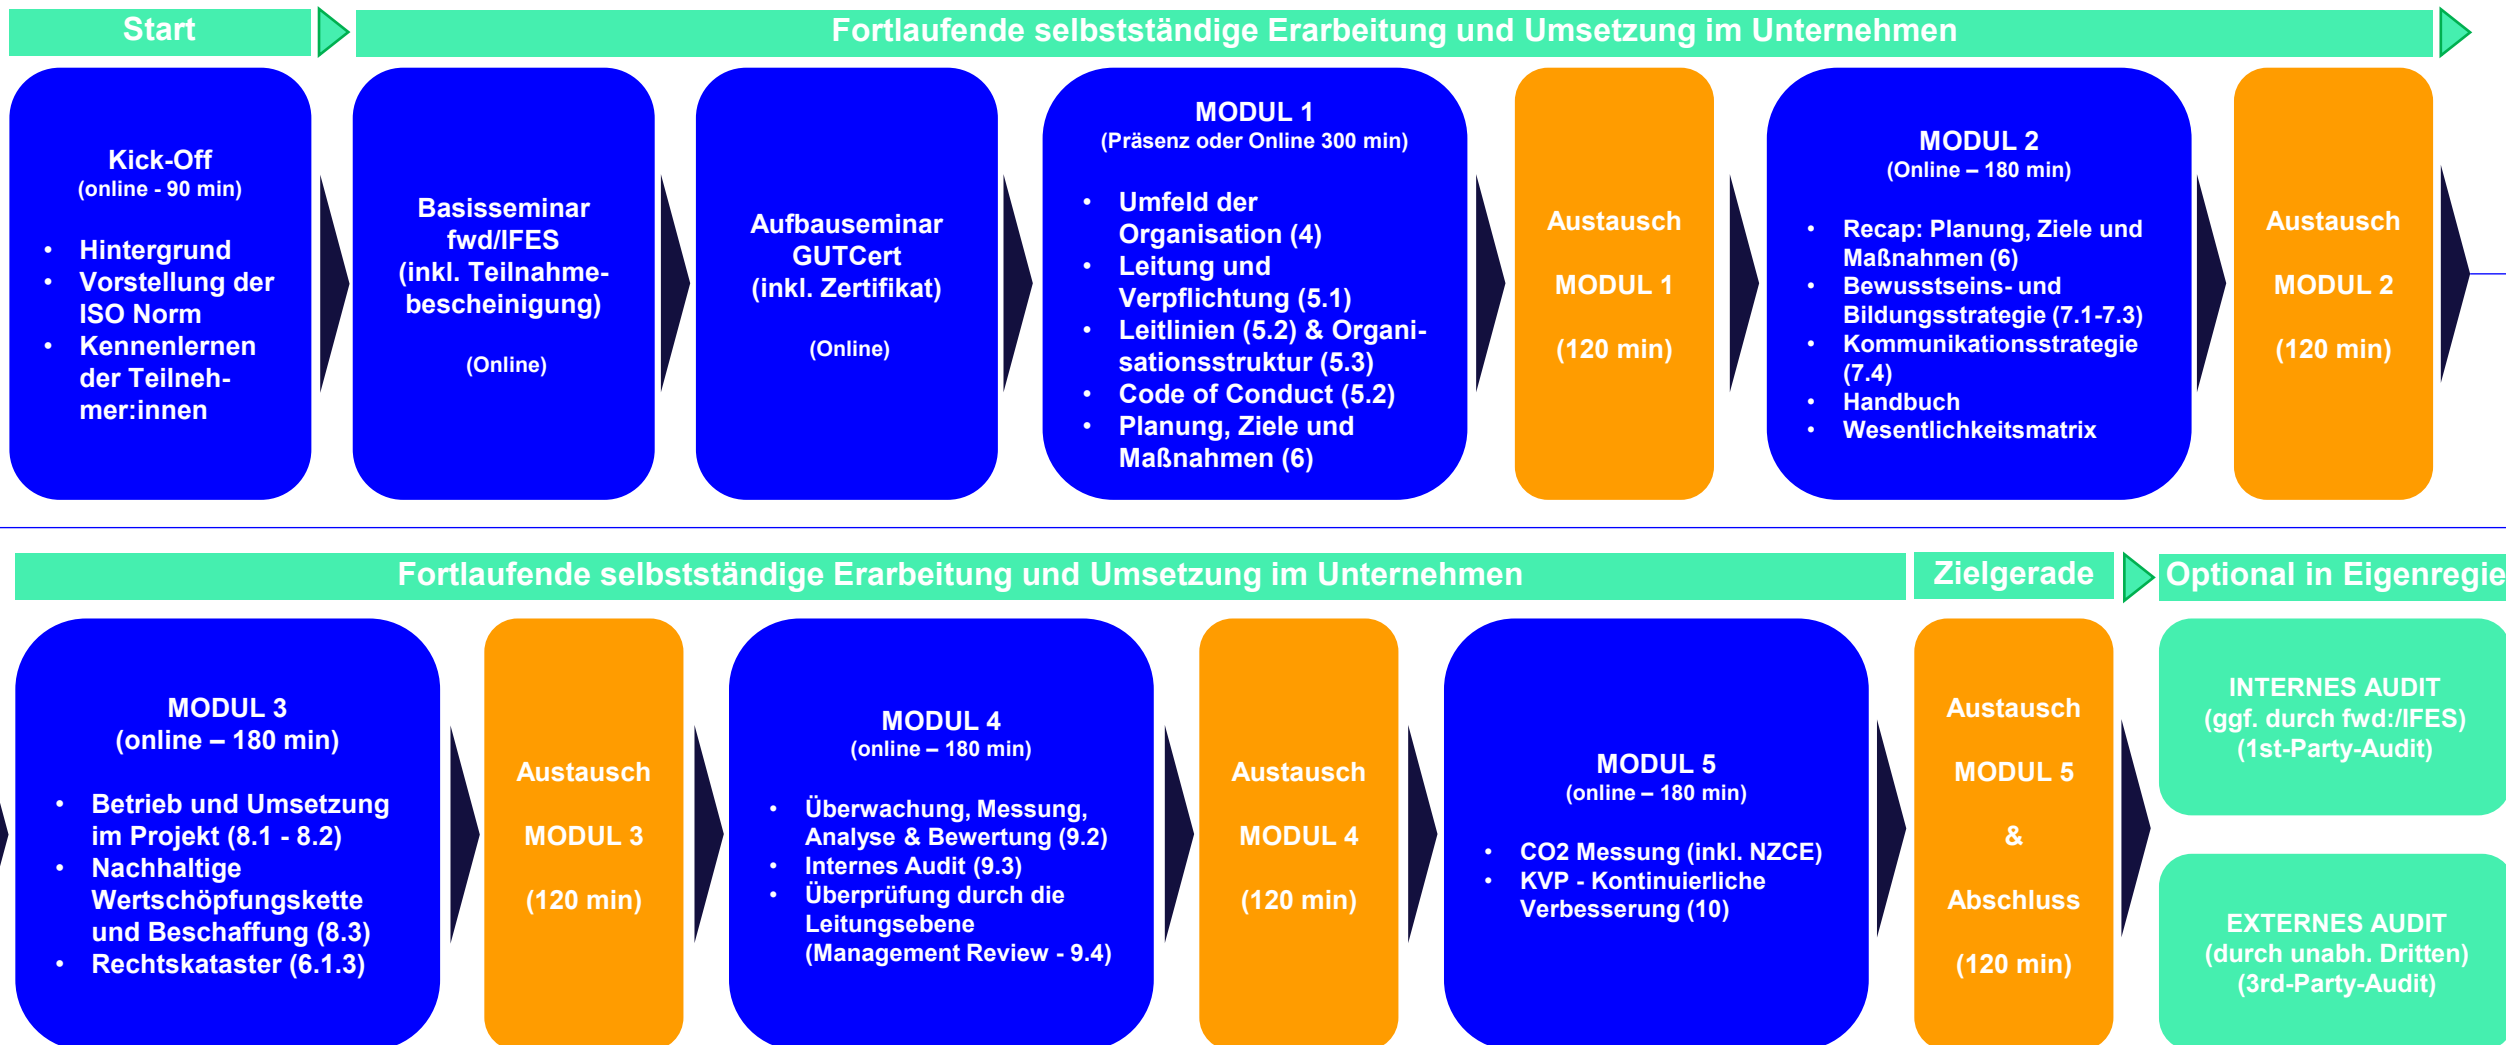 Start
Fortlaufende selbstständige Erarbeitung und Umsetzung im Unternehmen
Kick-Off
(online - 90 min)
• Hintergrund
• Vorstellung der
ISO Norm
• Kennenlernen
der Teilneh-
mer:innen
Basisseminar
fwd/IFES
(inkl. Teilnahme-
bescheinigung)
(Online)
Aufbauseminar
GUTCert
(inkl. Zertifikat)
(Online)
MODUL 1
(Präsenz oder Online 300 min)
• Umfeld der
Organisation (4)
• Leitung und
Verpflichtung (5.1)
• Leitlinien (5.2) & Organi-
sationsstruktur (5.3)
• Code of Conduct (5.2)
• Planung, Ziele und
Maßnahmen (6)
Austausch
MODUL 1
(120 min)
MODUL 2
(Online – 180 min)
• Recap: Planung, Ziele und
Maßnahmen (6)
• Bewusstseins- und
Bildungsstrategie (7.1-7.3)
• Kommunikationsstrategie
(7.4)
• Handbuch
• Wesentlichkeitsmatrix
Austausch
MODUL 2
(120 min)
Fortlaufende selbstständige Erarbeitung und Umsetzung im Unternehmen
Zielgerade
Optional in Eigenregie
MODUL 3
(online – 180 min)
• Betrieb und Umsetzung
im Projekt (8.1 - 8.2)
• Nachhaltige
Wertschöpfungskette
und Beschaffung (8.3)
• Rechtskataster (6.1.3)
Austausch
MODUL 3
(120 min)
MODUL 4
(online – 180 min)
• Überwachung, Messung,
Analyse & Bewertung (9.2)
• Internes Audit (9.3)
• Überprüfung durch die
Leitungsebene
(Management Review - 9.4)
Austausch
MODUL 4
(120 min)
MODUL 5
(online – 180 min)
• CO2 Messung (inkl. NZCE)
• KVP - Kontinuierliche
Verbesserung (10)
Austausch
MODUL 5
&
Abschluss
(120 min)
INTERNES AUDIT
(ggf. durch fwd:/IFES)
(1st-Party-Audit)
EXTERNES AUDIT
(durch unabh. Dritten)
(3rd-Party-Audit)